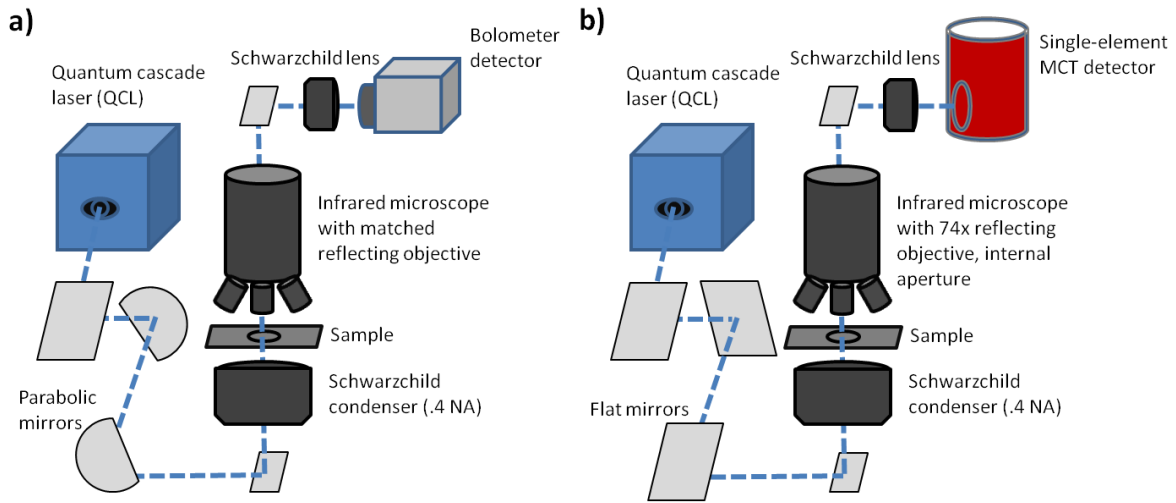 a)
Quantum cascade
laser (QCL)
Schwarzchild lens
Bolometer
detector
Infrared microscope
with matched
reflecting objective
Sample
Parabolic
mirrors
Schwarzchild
condenser (.4 NA)
b)
Quantum cascade
laser (QCL)
Schwarzchild
lens
Single-element
MCT detector
Infrared microscope
with 74x reflecting
objective, internal
aperture
Sample
Flat mirrors
Schwarzchild
condenser (.4 NA)